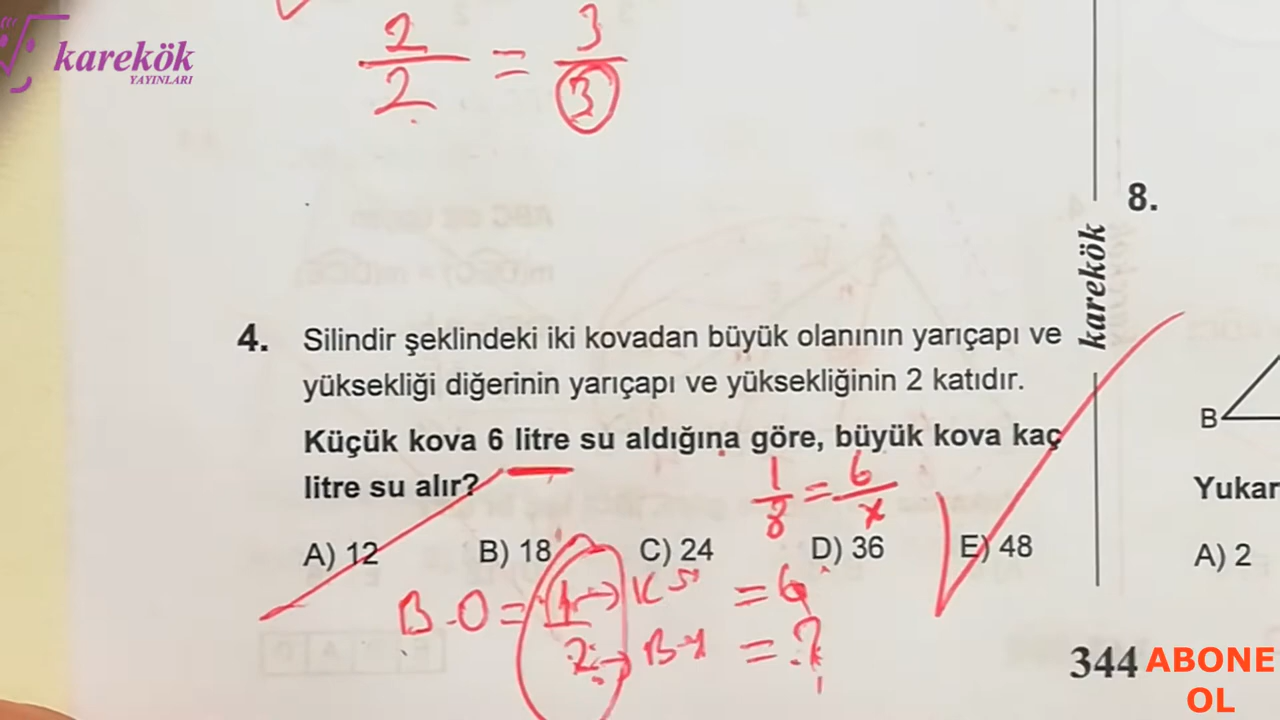 karekök
YAYINLARI
2/2 = 3/3
8.
karekök
4. Silindir şeklindeki iki kovadan büyük olanının yarıçapı ve
yüksekliği diğerinin yarıçapı ve yüksekliğinin 2 katıdır.
Küçük kova 6 litre su aldığına göre, büyük kova kaç
litre su alır?
1/8 = 6/x
A) 12 B) 18 C) 24 D) 36 E) 48
B.O = 1 → = 6
2 → = ?
B
Yukar
A) 2
344
ABONE
OL